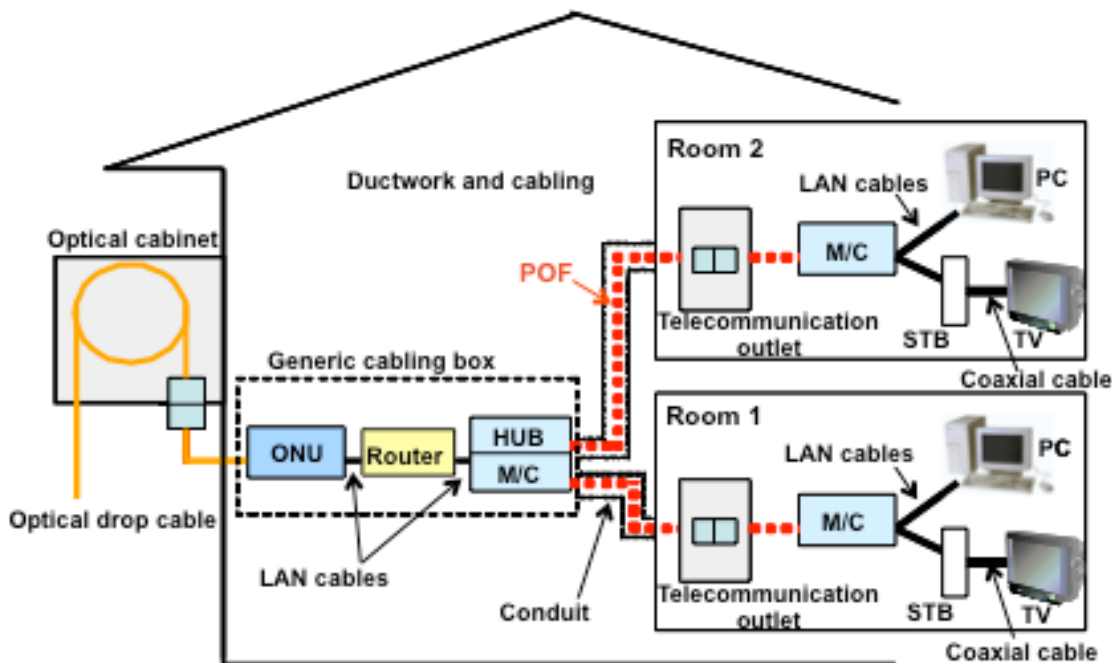 Room 2
PC
LAN cables
Ductwork and cabling
Optical cabinet
M/C
POF
Telecommunication
outlet
STB
TV
Coaxial cable
Generic cabling box
Room 1
HUB
PC
ONU
Router
LAN cables
M/C
M/C
Optical drop cable
LAN cables
Telecommunication
outlet
Conduit
STB
TV
Coaxial cable